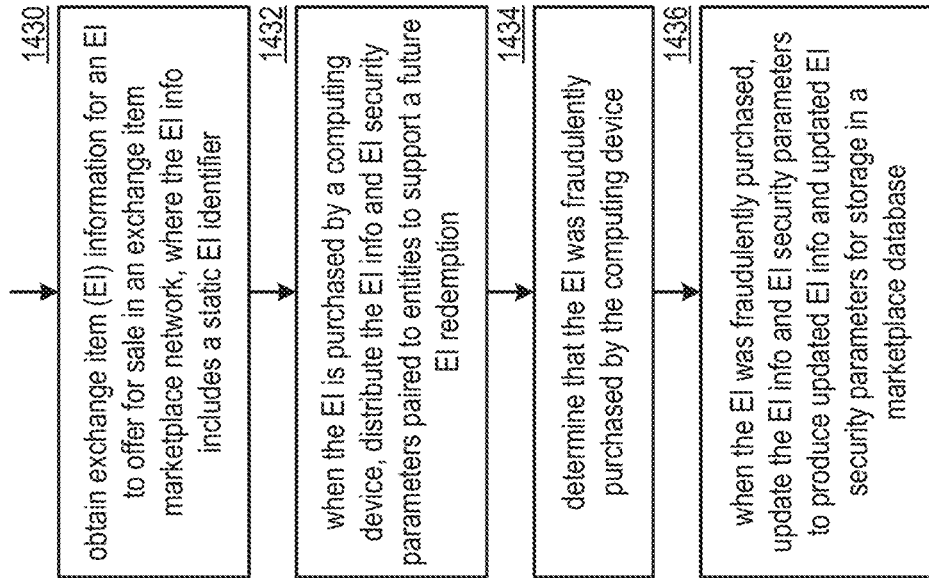 1430
obtain exchange item (EI) information for an EI
to offer for sale in an exchange item
marketplace network, where the EI info
includes a static EI identifier
1432
when the EI is purchased by a computing
device, distribute the EI info and EI security
parameters paired to entities to support a future
EI redemption
1434
determine that the EI was fraudulently
purchased by the computing device
1436
when the EI was fraudulently purchased,
update the EI info and EI security parameters
to produce updated EI info and updated EI
security parameters for storage in a
marketplace database